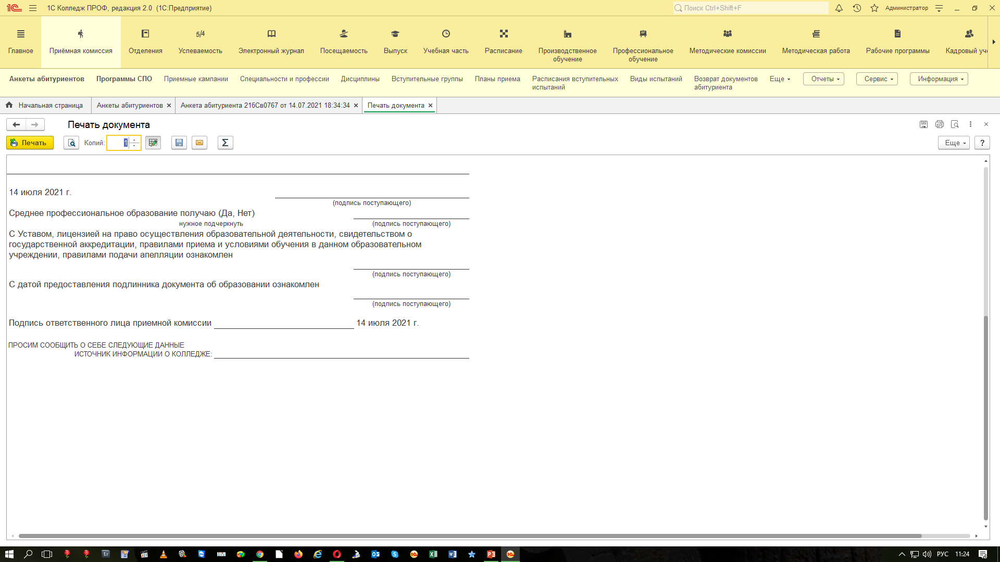 1С Колледж ПРОФ, редакция 2.0 (1С:Предприятие)
Поиск Ctrl+Shift+F
Администратор
Главное
Приёмная комиссия
Отделения
5/4
Успеваемость
Электронный журнал
Посещаемость
Выпуск
Учебная часть
Расписание
Производственное
обучение
Профессиональное
обучение
Методические комиссии
Методическая работа
Рабочие программы
Кадровый уч
Анкеты абитуриентов
Программы СПО
Приемные кампании
Специальности и профессии
Дисциплины
Вступительные группы
Планы приема
Расписания вступительных
испытаний
Виды испытаний
Возврат документов
абитуриента
Еще
Отчеты
Сервис
Информация
Начальная страница
Анкеты абитуриентов
Анкета абитуриента 21бСв0767 от 14.07.2021 18:34:34
Печать документа
Печать документа
Печать
Копий:
1
Σ
Еще
?
14 июля 2021 г.
(подпись поступающего)
Среднее профессиональное образование получаю (Да, Нет)
нужное подчеркнуть
(подпись поступающего)
С Уставом, лицензией на право осуществления образовательной деятельности, свидетельством о
государственной аккредитации, правилами приема и условиями обучения в данном образовательном
учреждении, правилами подачи апелляции ознакомлен
(подпись поступающего)
С датой предоставления подлинника документа об образовании ознакомлен
(подпись поступающего)
Подпись ответственного лица приемной комиссии
14 июля 2021 г.
ПРОСИМ СООБЩИТЬ О СЕБЕ СЛЕДУЮЩИЕ ДАННЫЕ
ИСТОЧНИК ИНФОРМАЦИИ О КОЛЛЕДЖЕ:
Lr
321
РУС
11:24